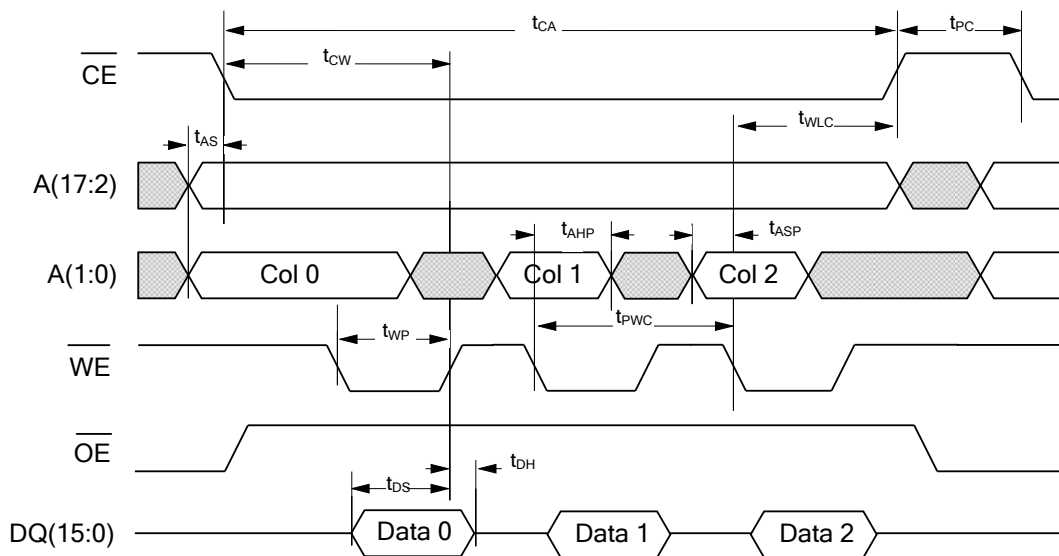 tCA
tPC
tCW
CE
tWLC
tAS
A(17:2)
tAHP
tASP
A(1:0)
Col 0
Col 1
Col 2
tWP
tPWC
WE
OE
tDH
tDS
DQ(15:0)
Data 0
Data 1
Data 2